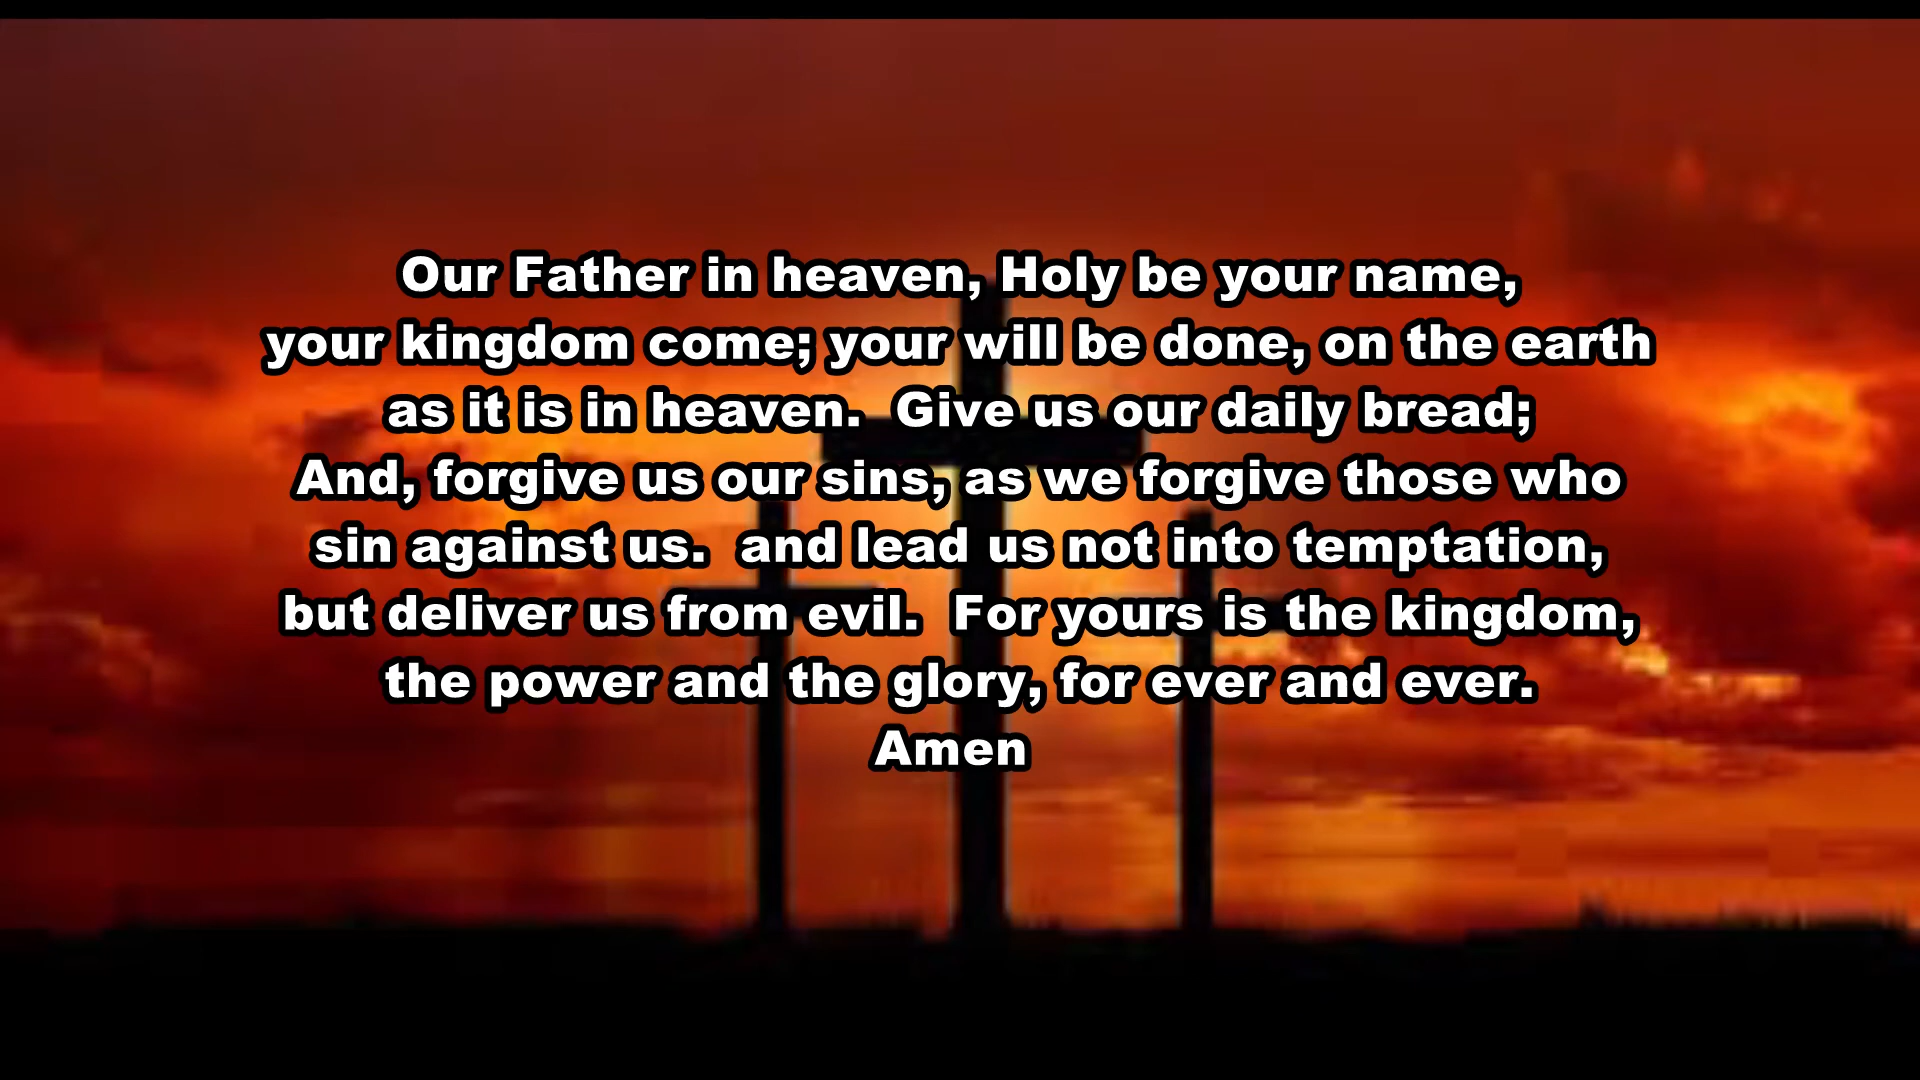 Our Father in heaven, Holy be your name,
your kingdom come; your will be done, on the earth
as it is in heaven.  Give us our daily bread;
And, forgive us our sins, as we forgive those who
sin against us.  and lead us not into temptation,
but deliver us from evil.  For yours is the kingdom,
the power and the glory, for ever and ever.
Amen